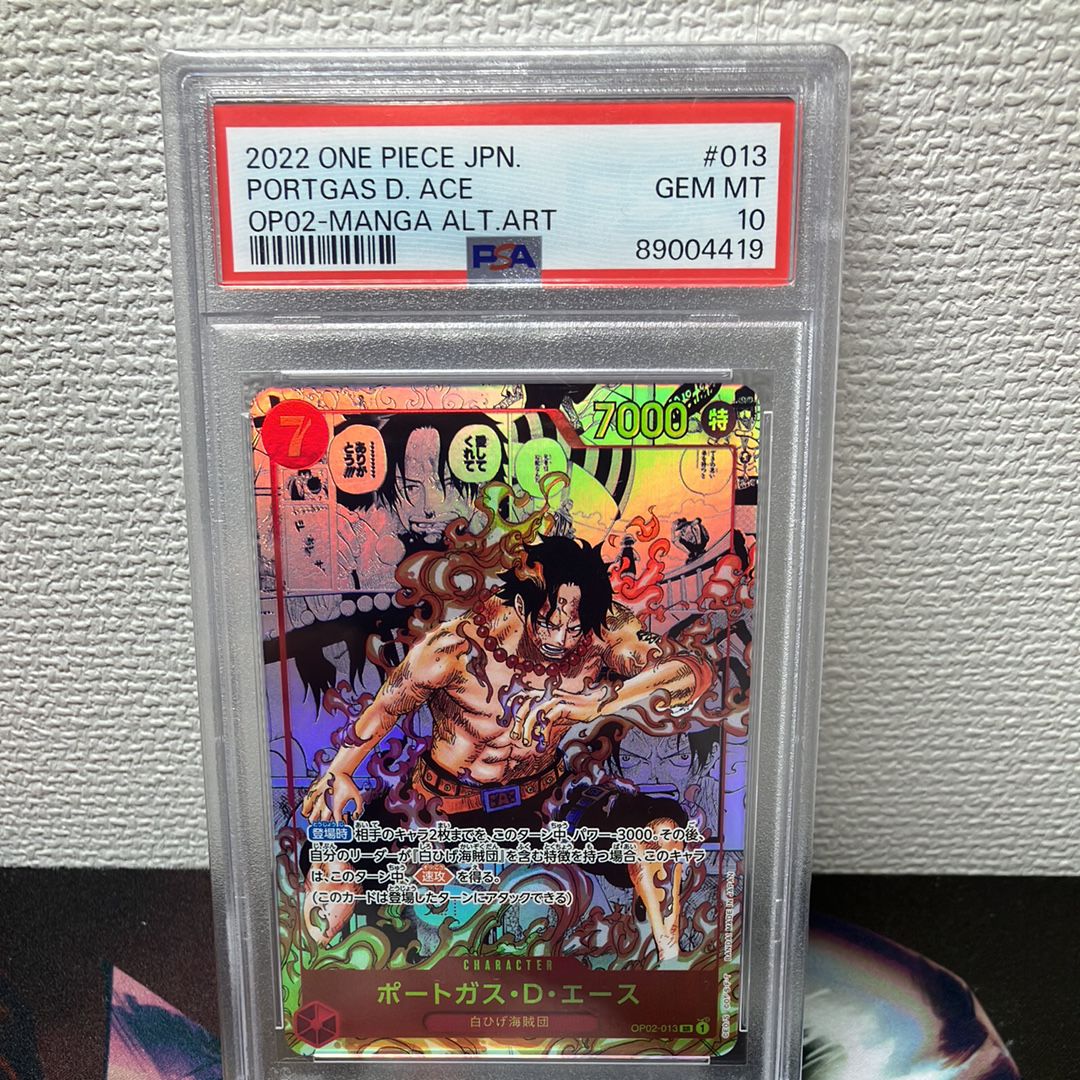 2022 ONE PIECE JPN.
#013
PORTGAS D. ACE
GEM MT
OP02-MANGA ALT.ART
10
PSA
89004419
7
7000
特
ありが
とう!!!
愛して
くれて
登場時 相手のキャラ2枚までを、このターン中、パワー-3000。その後、
自分のリーダーが『白ひげ海賊団』を含む特徴を持つ場合、このキャラ
は、このターン中、速攻 を得る。
(このカードは登場したターンにアタックできる)
CHARACTER
ポートガス・D・エース
白ひげ海賊団
OP02-013 SR 1
BANDAI MADE IN JAPAN